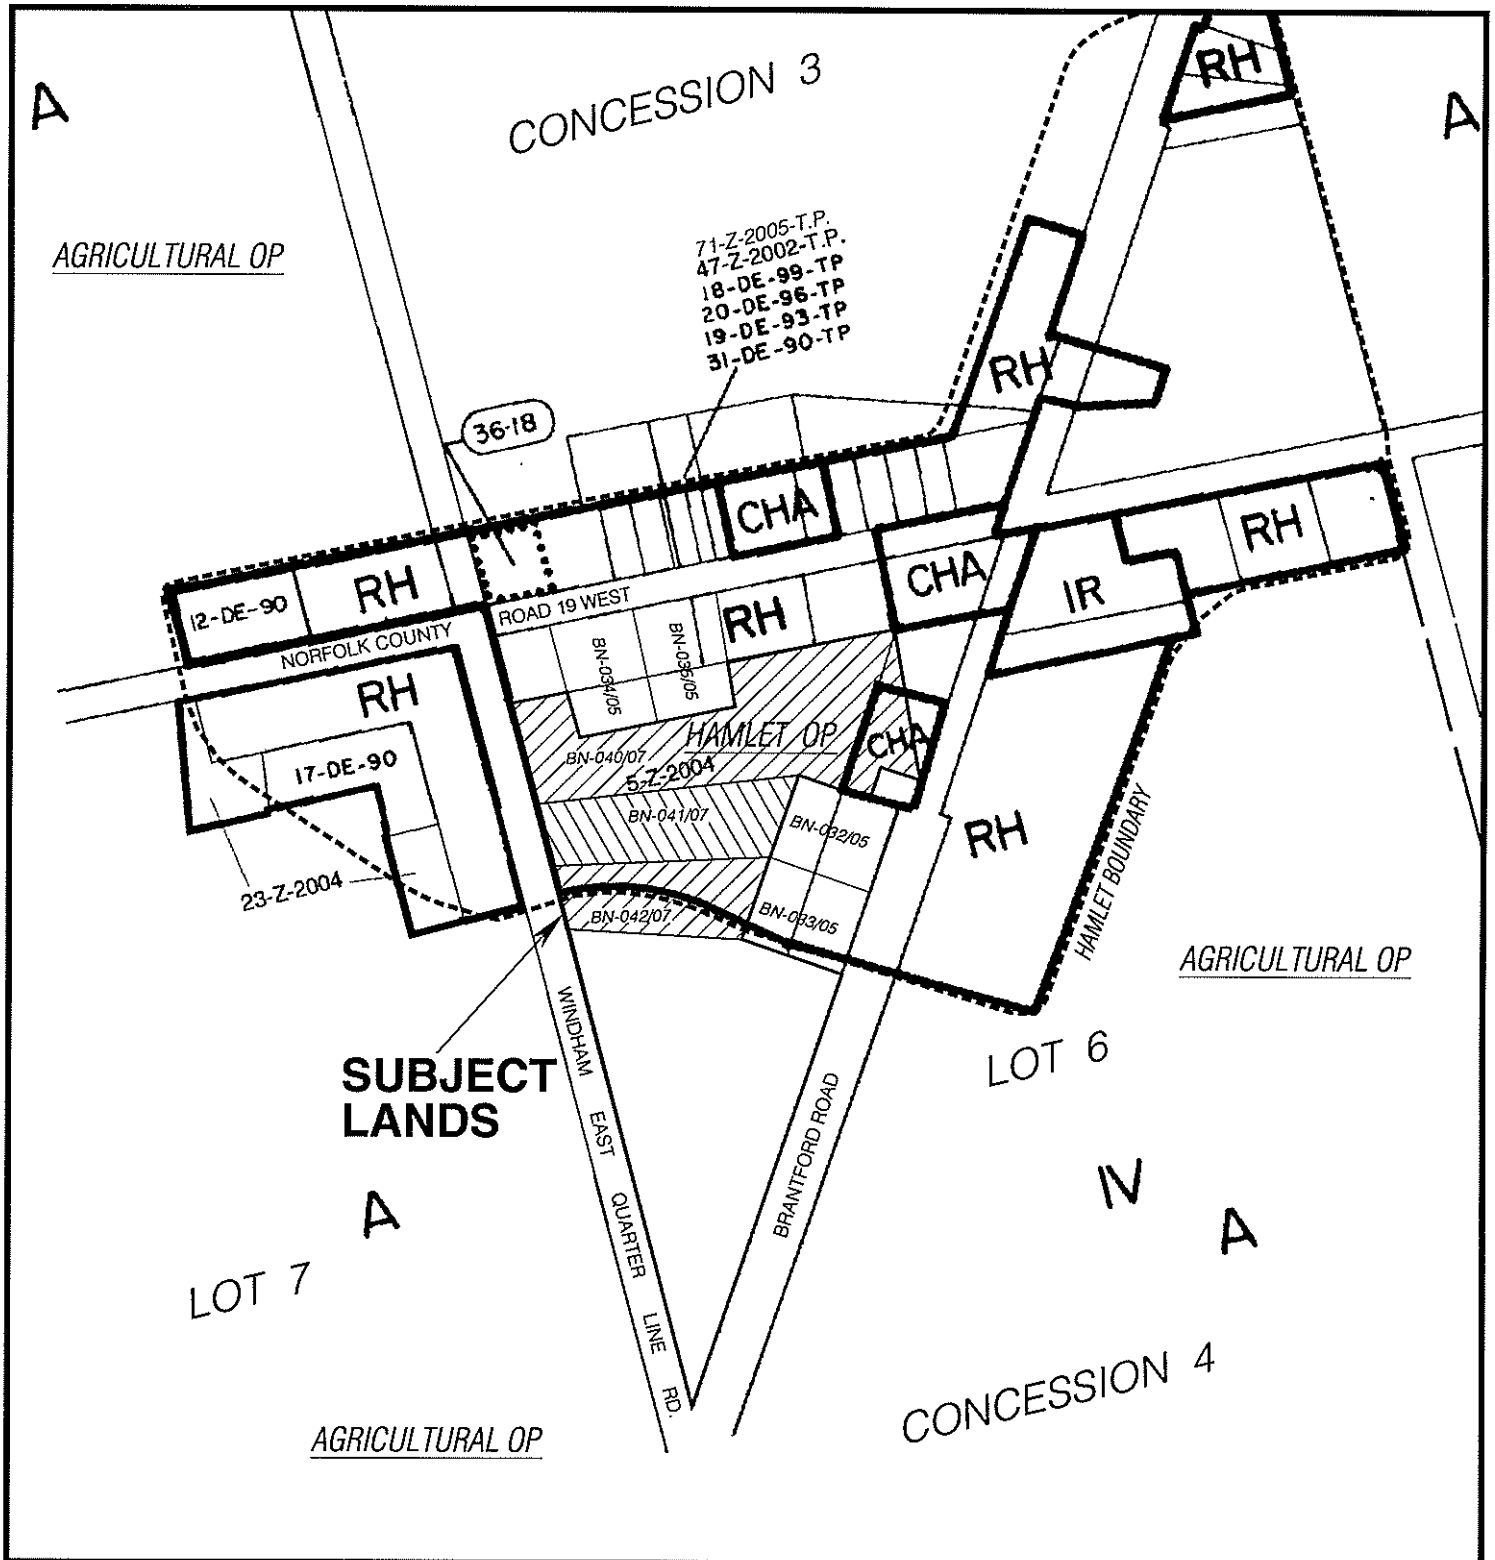 RH
A
CONCESSION 3
A
AGRICULTURAL OP
71-Z-2005-T.P.
47-Z-2002-T.P.
18-DE-99-TP
20-DE-96-TP
19-DE-93-TP
31-DE-90-TP
RH
36-18
CHA
RH
CHA
IR
RH
12-DE-90
ROAD 19 WEST
RH
NORFOLK COUNTY
BN-034/05
BN-035/05
RH
HAMLET OP
CHA
BN-040/07
5-Z-2004
17-DE-90
BN-041/07
BN-032/05
RH
HAMLET BOUNDARY
23-Z-2004
BN-042/07
BN-033/05
AGRICULTURAL OP
SUBJECT
LANDS
WINDHAM EAST QUARTER LINE RD.
LOT 6
BRANTFORD ROAD
IV
A
A
LOT 7
CONCESSION 4
AGRICULTURAL OP